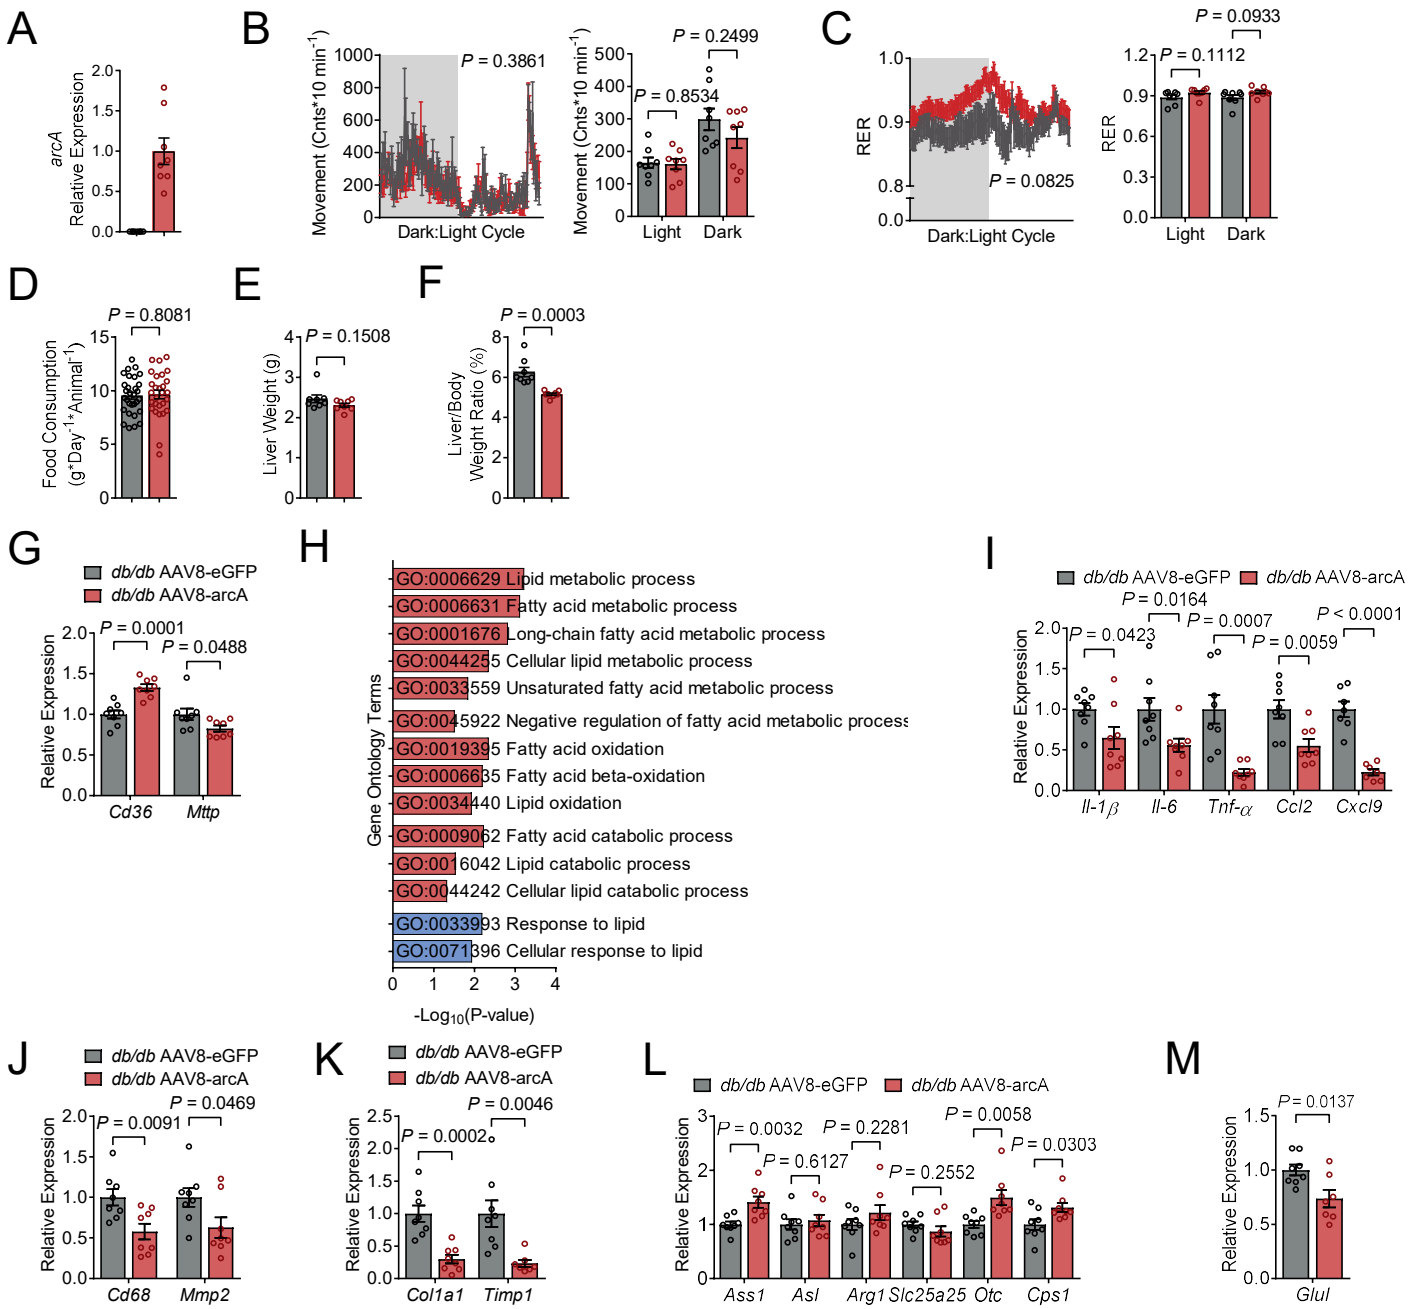 A
arcA
Relative Expression
2.0
1.5
1.0
0.5
0.0
B
Movement (Cnts*10 min⁻¹)
1000
800
600
400
200
0
P = 0.3861
Dark:Light Cycle
Movement (Cnts*10 min⁻¹)
500
400
300
200
100
0
P = 0.2499
P = 0.8534
Light Dark
C
RER
1.0
0.9
0.8
0.0
P = 0.0825
Dark:Light Cycle
RER
1.2
0.9
0.6
0.3
0.0
P = 0.0933
P = 0.1112
Light Dark
D
Food Consumption
(g*Day⁻¹*Animal⁻¹)
15
10
5
0
P = 0.8081
E
Liver Weight (g)
4
3
2
1
0
P = 0.1508
F
Liver/Body
Weight Ratio (%)
8
6
4
2
0
P = 0.0003
G
db/db AAV8-eGFP
db/db AAV8-arcA
Relative Expression
2.0
1.5
1.0
0.5
0.0
P = 0.0001
P = 0.0488
Cd36 Mttp
H
Gene Ontology Terms
GO:0006629 Lipid metabolic process
GO:0006631 Fatty acid metabolic process
GO:0001676 Long-chain fatty acid metabolic process
GO:0044255 Cellular lipid metabolic process
GO:0033559 Unsaturated fatty acid metabolic process
GO:0045922 Negative regulation of fatty acid metabolic process
GO:0019395 Fatty acid oxidation
GO:0006635 Fatty acid beta-oxidation
GO:0034440 Lipid oxidation
GO:0009062 Fatty acid catabolic process
GO:0016042 Lipid catabolic process
GO:0044242 Cellular lipid catabolic process
GO:0033993 Response to lipid
GO:0071396 Cellular response to lipid
0 1 2 3 4
-Log₁₀(P-value)
I
db/db AAV8-eGFP db/db AAV8-arcA
Relative Expression
2.0
1.5
1.0
0.5
0.0
P = 0.0423
P = 0.0164
P = 0.0007
P = 0.0059
P < 0.0001
Il-1β Il-6 Tnf-α Ccl2 Cxcl9
J
db/db AAV8-eGFP
db/db AAV8-arcA
Relative Expression
2.0
1.5
1.0
0.5
0.0
P = 0.0091
P = 0.0469
Cd68 Mmp2
K
db/db AAV8-eGFP
db/db AAV8-arcA
Relative Expression
2.5
2.0
1.5
1.0
0.5
0.0
P = 0.0002
P = 0.0046
Col1a1 Timp1
L
db/db AAV8-eGFP db/db AAV8-arcA
Relative Expression
3
2
1
0
P = 0.0032
P = 0.6127
P = 0.2281
P = 0.2552
P = 0.0058
P = 0.0303
Ass1 Asl Arg1 Slc25a25 Otc Cps1
M
Relative Expression
1.5
1.0
0.5
0.0
P = 0.0137
Glul